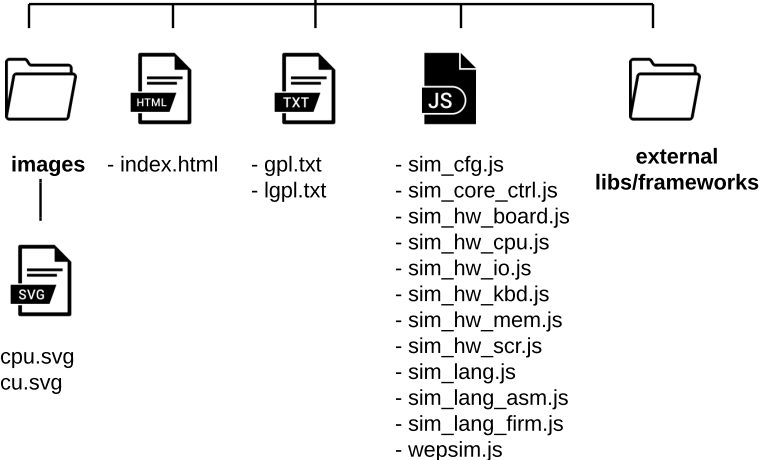 HTML
TXT
JS
images
- index.html
- gpl.txt
- lgpl.txt
- sim_cfg.js
- sim_core_ctrl.js
- sim_hw_board.js
- sim_hw_cpu.js
- sim_hw_io.js
- sim_hw_kbd.js
- sim_hw_mem.js
- sim_hw_scr.js
- sim_lang.js
- sim_lang_asm.js
- sim_lang_firm.js
- wepsim.js
external
libs/frameworks
SVG
cpu.svg
cu.svg